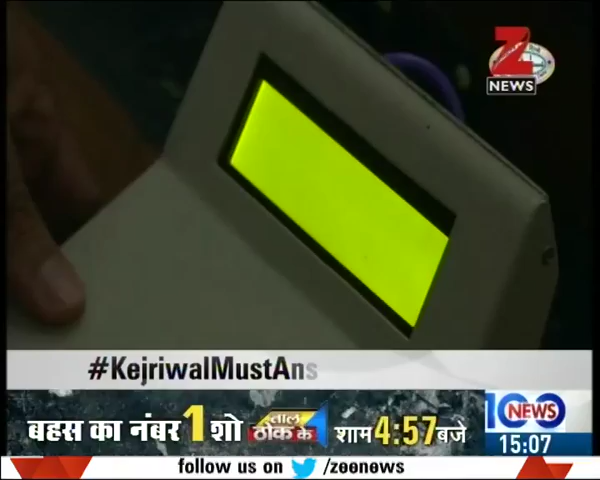 Z
NEWS
#KejriwalMustAns
बहस का नंबर 1 शो ताल ठोक के शाम 4:57 बजे
100 NEWS
15:07
follow us on /zeenews